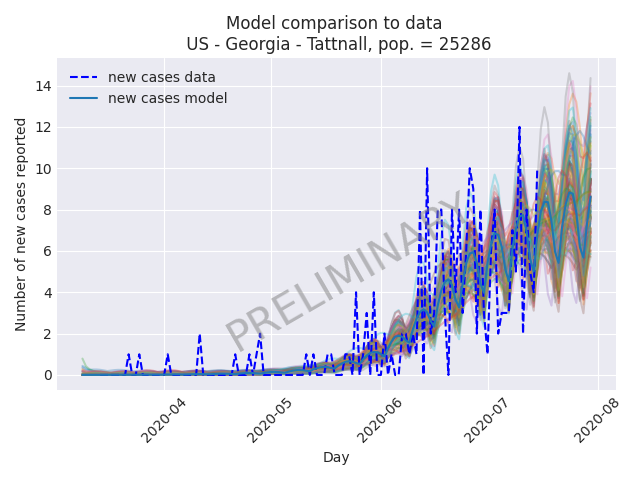 Model comparison to data
US - Georgia - Tattnall, pop. = 25286
new cases data
new cases model
PRELIMINARY
Number of new cases reported
14
12
10
8
6
4
2
0
2020-04
2020-05
2020-06
2020-07
2020-08
Day